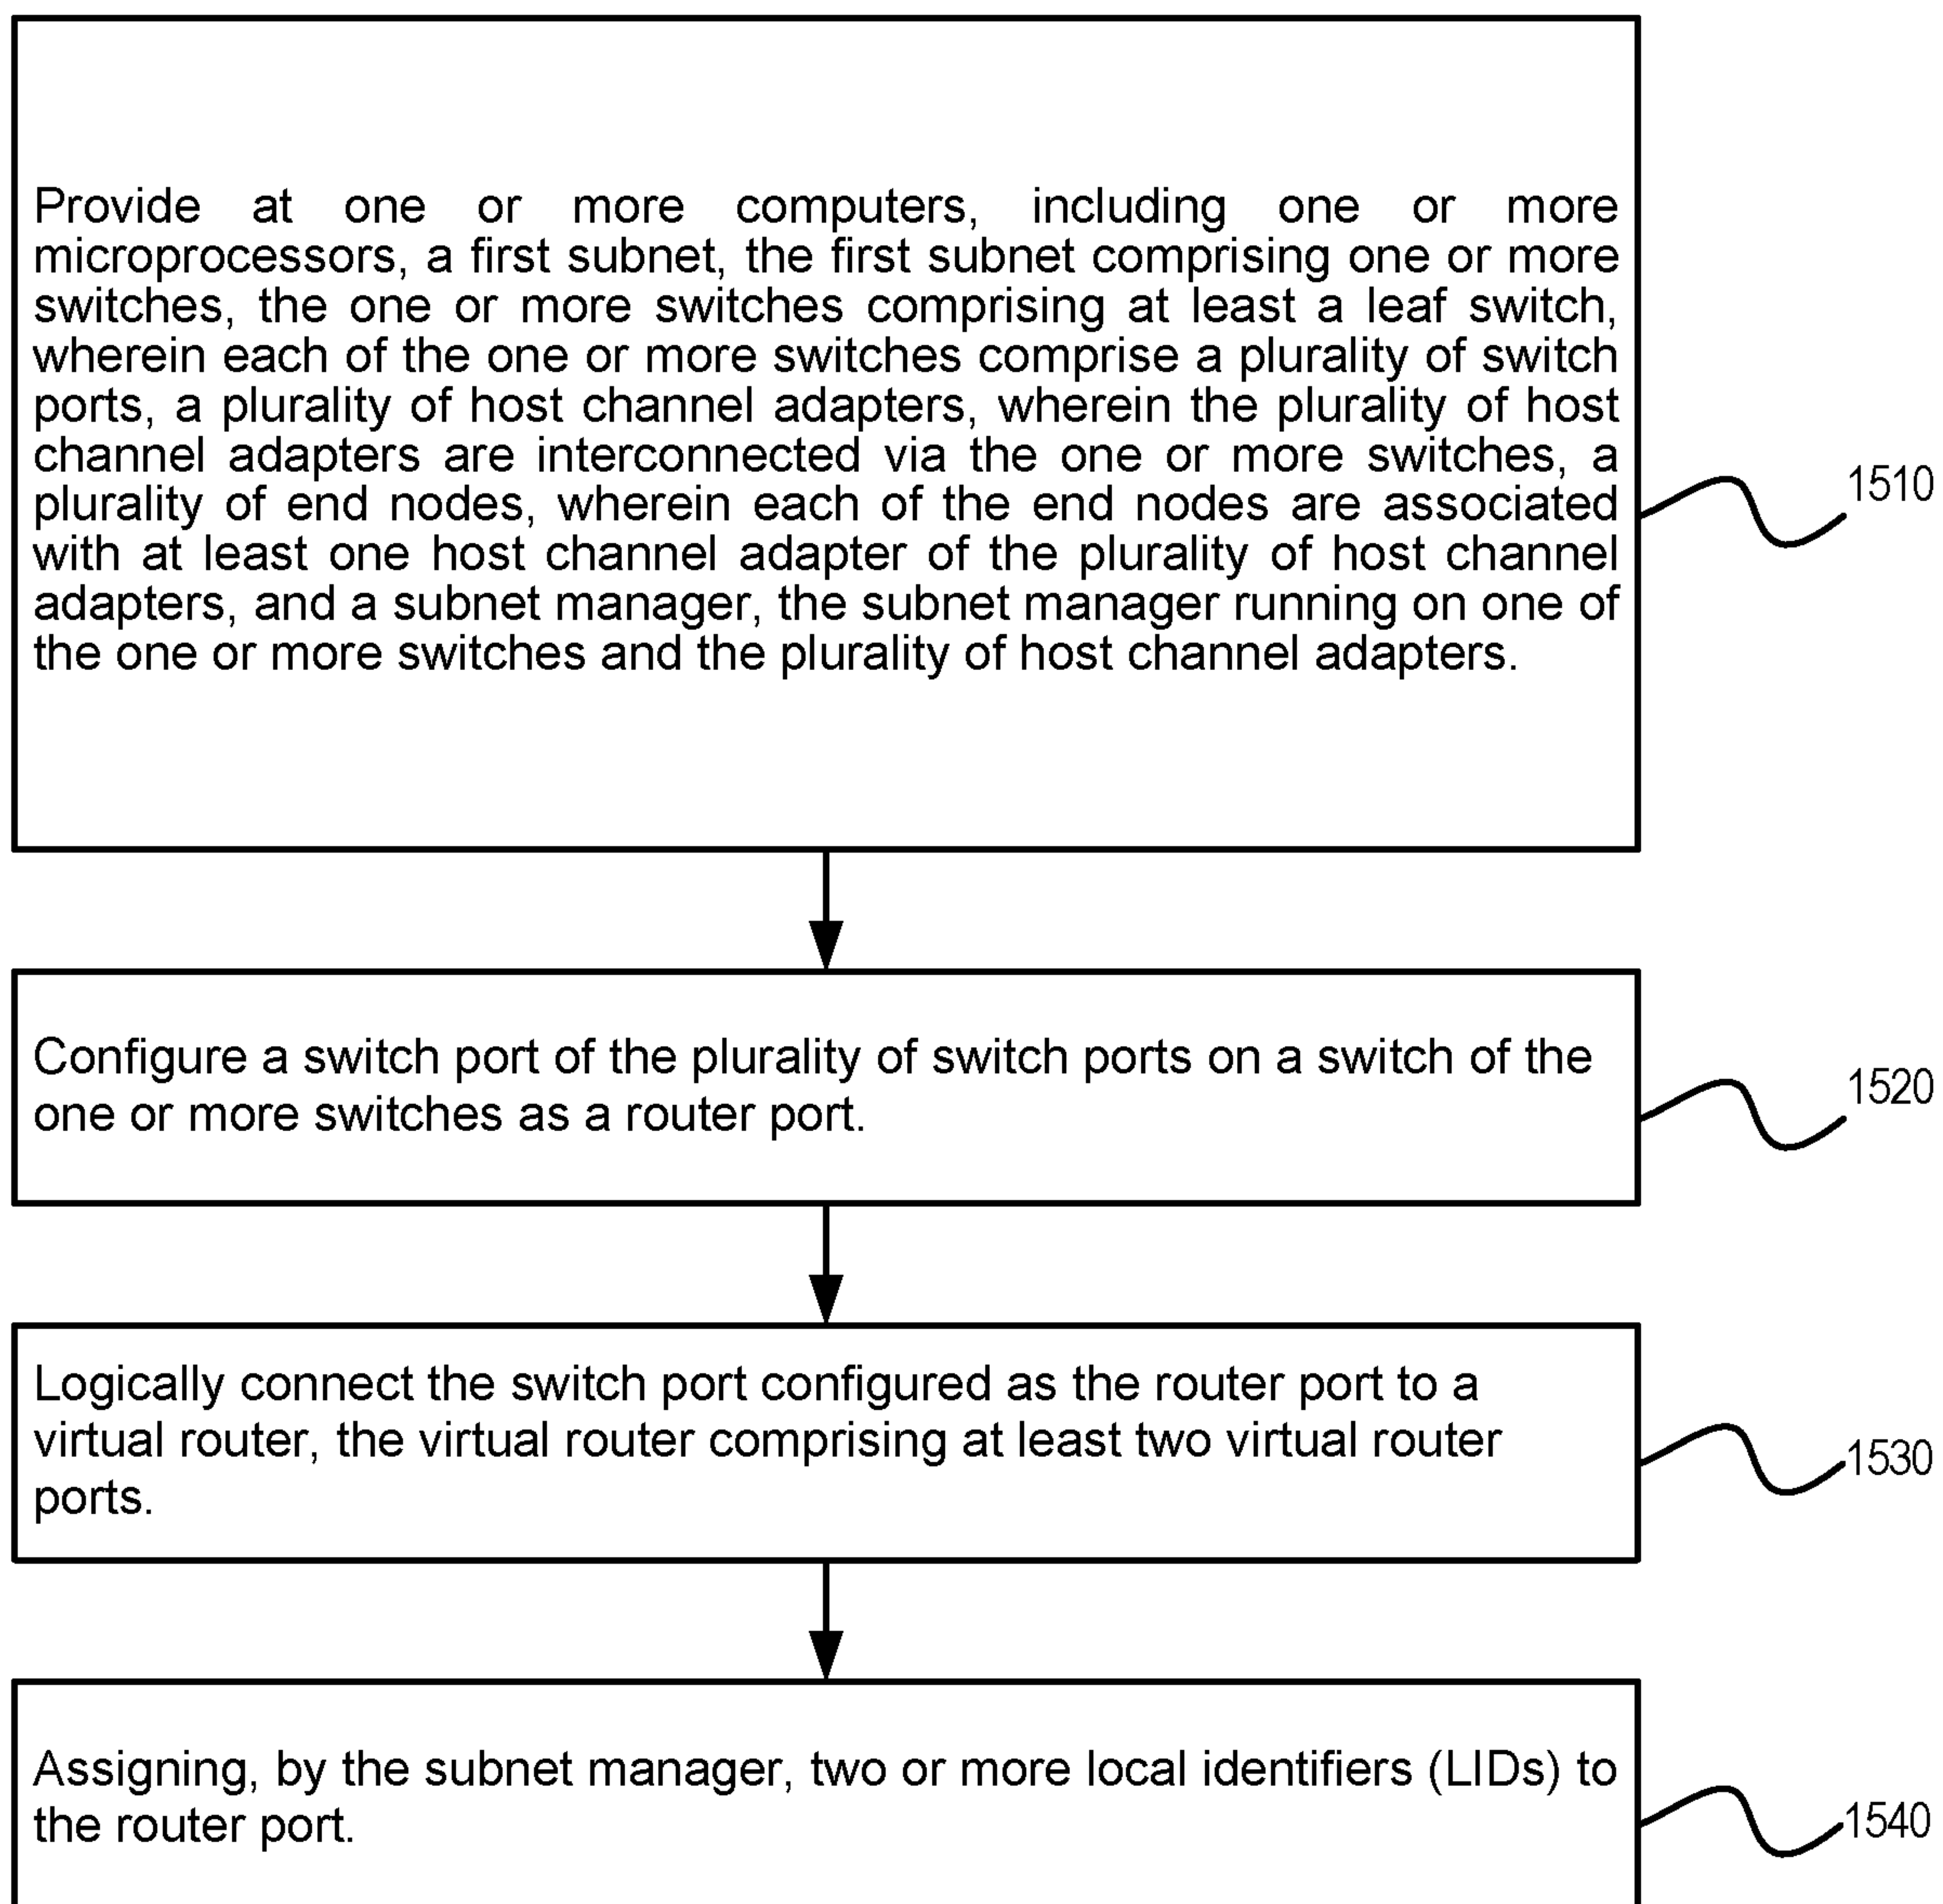 Provide at one or more computers, including one or more
microprocessors, a first subnet, the first subnet comprising one or more
switches, the one or more switches comprising at least a leaf switch,
wherein each of the one or more switches comprise a plurality of switch
ports, a plurality of host channel adapters, wherein the plurality of host
channel adapters are interconnected via the one or more switches, a
plurality of end nodes, wherein each of the end nodes are associated
with at least one host channel adapter of the plurality of host channel
adapters, and a subnet manager, the subnet manager running on one of
the one or more switches and the plurality of host channel adapters.
1510
Configure a switch port of the plurality of switch ports on a switch of the
one or more switches as a router port.
1520
Logically connect the switch port configured as the router port to a
virtual router, the virtual router comprising at least two virtual router
ports.
1530
Assigning, by the subnet manager, two or more local identifiers (LIDs) to
the router port.
1540